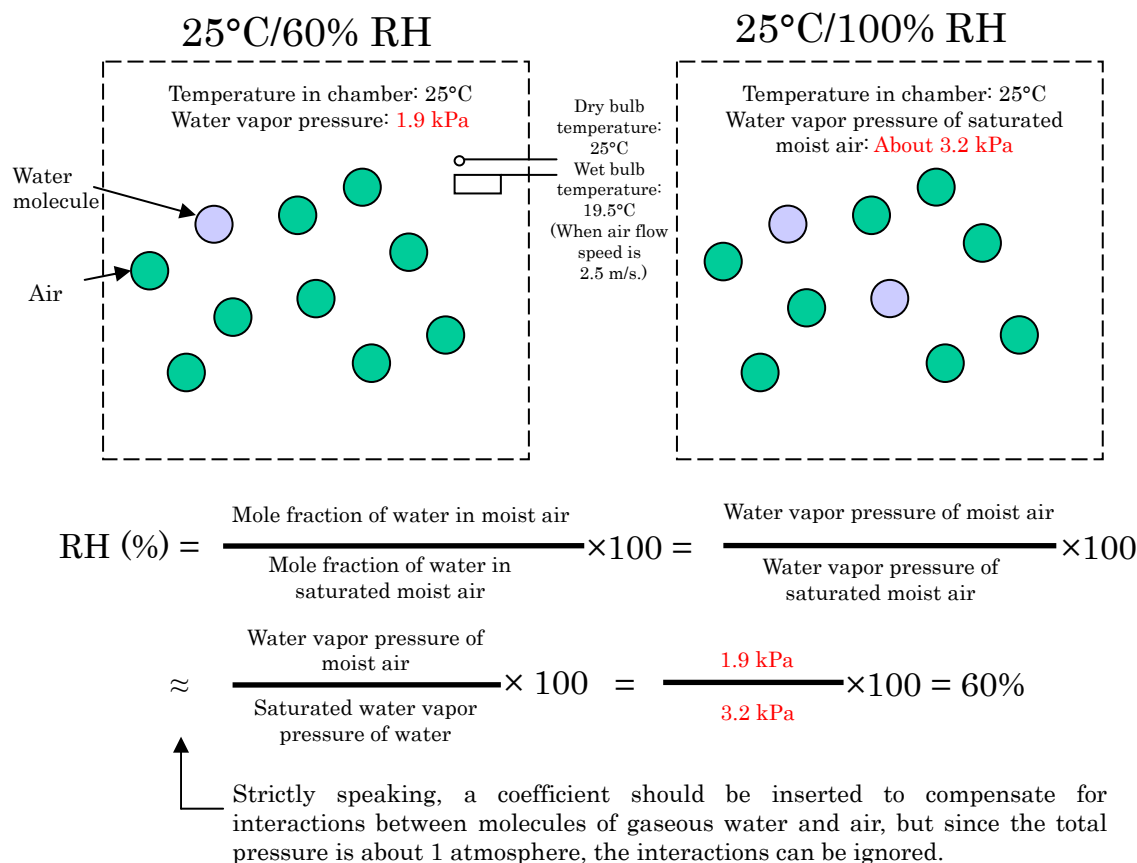 25°C/60% RH
Temperature in chamber: 25°C
Water vapor pressure: 1.9 kPa
Water
molecule
Air
Dry bulb
temperature:
25°C
Wet bulb
temperature:
19.5°C
(When air flow
speed is
2.5 m/s.)
25°C/100% RH
Temperature in chamber: 25°C
Water vapor pressure of saturated
moist air: About 3.2 kPa
RH (%) =
Mole fraction of water in moist air
Mole fraction of water in
saturated moist air
×100 =
Water vapor pressure of moist air
Water vapor pressure of
saturated moist air
×100
≈
Water vapor pressure of
moist air
Saturated water vapor
pressure of water
× 100 =
1.9 kPa
3.2 kPa
×100 = 60%
Strictly speaking, a coefficient should be inserted to compensate for
interactions between molecules of gaseous water and air, but since the total
pressure is about 1 atmosphere, the interactions can be ignored.